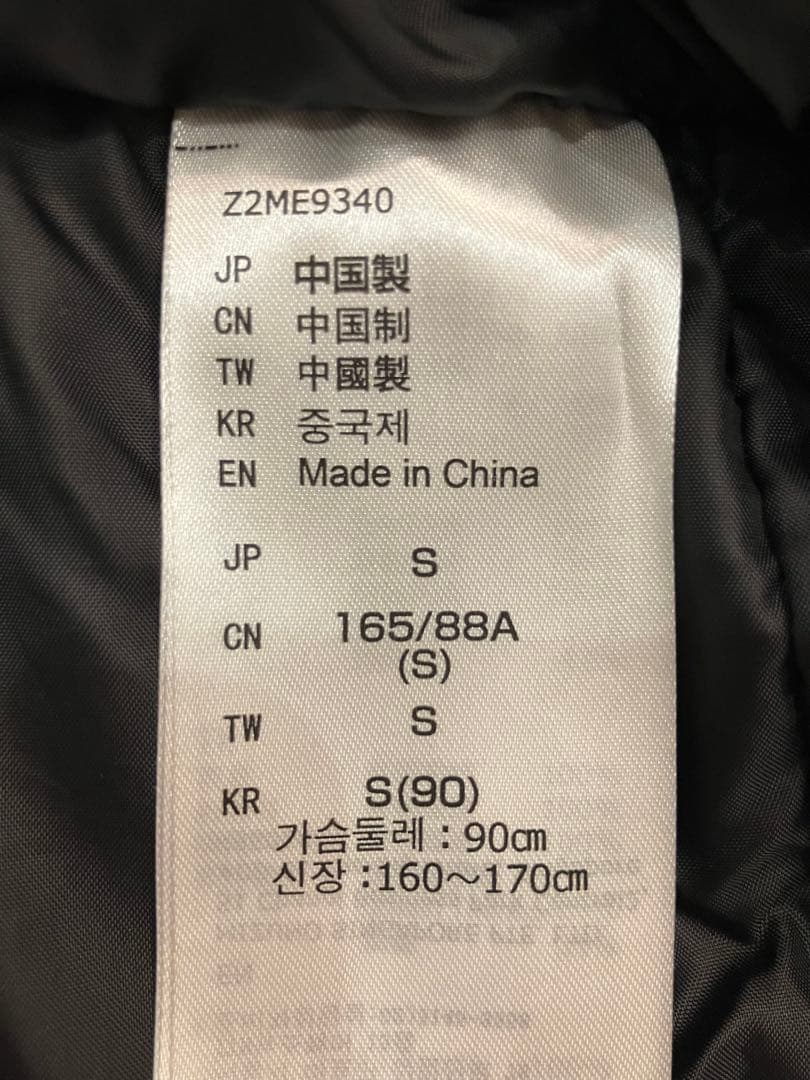 Z2ME9340
JP 中国製
CN 中国制
TW 中國製
KR 중국제
EN Made in China
JP S
CN 165/88A
(S)
TW S
KR S(90)
가슴둘레 : 90㎝
신장 :160～170㎝